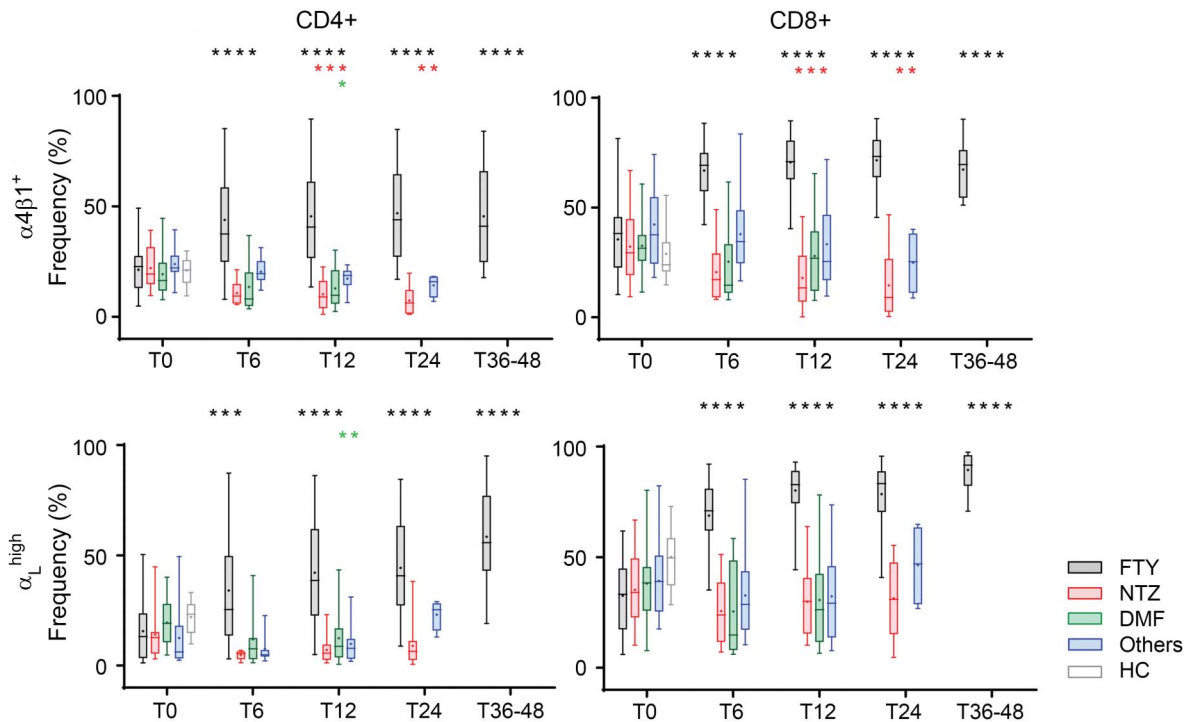 CD4+
CD8+
**** **** **** ****
*** **
*
**** **** **** ****
*** **
α4β1+
Frequency (%)
100
50
0
T0 T6 T12 T24 T36-48
100
50
0
T0 T6 T12 T24 T36-48
*** **** **** ****
**
**** **** **** ****
αLhigh
Frequency (%)
100
50
0
T0 T6 T12 T24 T36-48
100
50
0
T0 T6 T12 T24 T36-48
FTY
NTZ
DMF
Others
HC